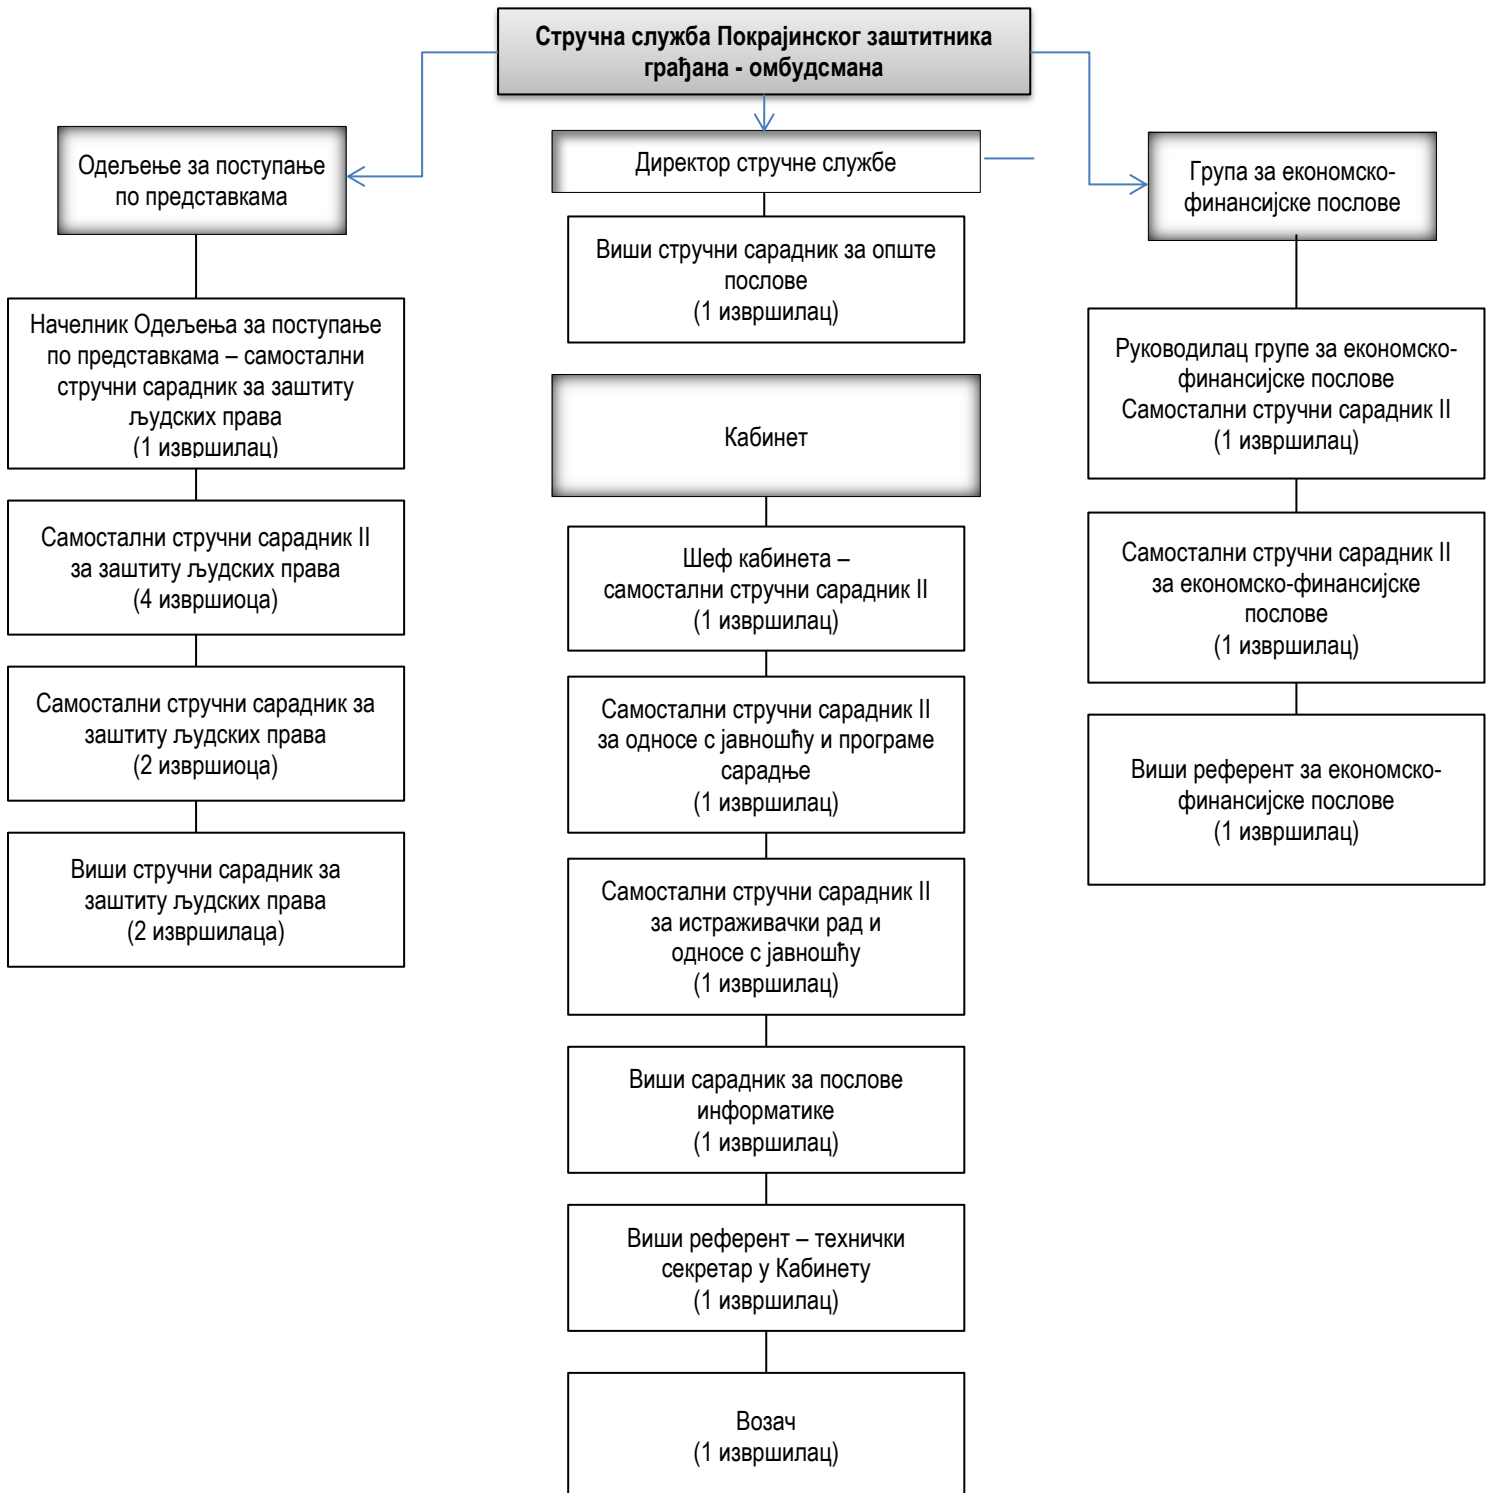 Стручна служба Покрајинског заштитника
грађана - омбудсмана
Одељење за поступање
по представкама
Начелник Одељења за поступање
по представкама – самостални
стручни сарадник за заштиту
људских права
(1 извршилац)
Самостални стручни сарадник II
за заштиту људских права
(4 извршиоца)
Самостални стручни сарадник за
заштиту људских права
(2 извршиоца)
Виши стручни сарадник за
заштиту људских права
(2 извршилаца)
Директор стручне службе
Виши стручни сарадник за опште
послове
(1 извршилац)
Кабинет
Шеф кабинета –
самостални стручни сарадник II
(1 извршилац)
Самостални стручни сарадник II
за односе с јавношћу и програме
сарадње
(1 извршилац)
Самостални стручни сарадник II
за истраживачки рад и
односе с јавношћу
(1 извршилац)
Виши сарадник за послове
информатике
(1 извршилац)
Виши референт – технички
секретар у Кабинету
(1 извршилац)
Возач
(1 извршилац)
Група за економско-
финансијске послове
Руководилац групе за економско-
финансијске послове
Самостални стручни сарадник II
(1 извршилац)
Самостални стручни сарадник II
за економско-финансијске
послове
(1 извршилац)
Виши референт за економско-
финансијске послове
(1 извршилац)